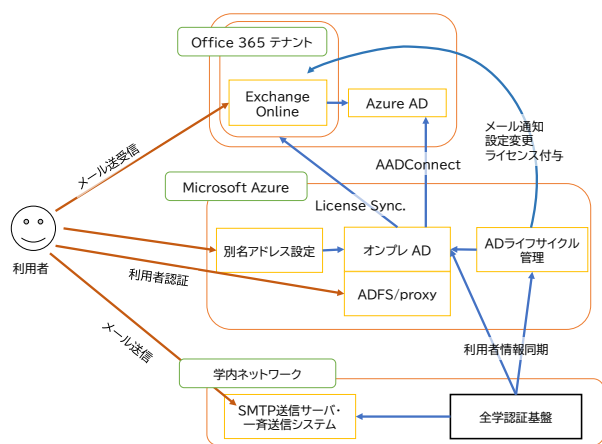 Office 365 テナント
Exchange
Online
Azure AD
メール通知
設定変更
ライセンス付与
メール送受信
AADConnect
Microsoft Azure
License Sync.
利用者
別名アドレス設定
オンプレ AD
ADライフサイクル
管理
利用者認証
ADFS/proxy
メール送信
利用者情報同期
学内ネットワーク
SMTP送信サーバ・
一斉送信システム
全学認証基盤